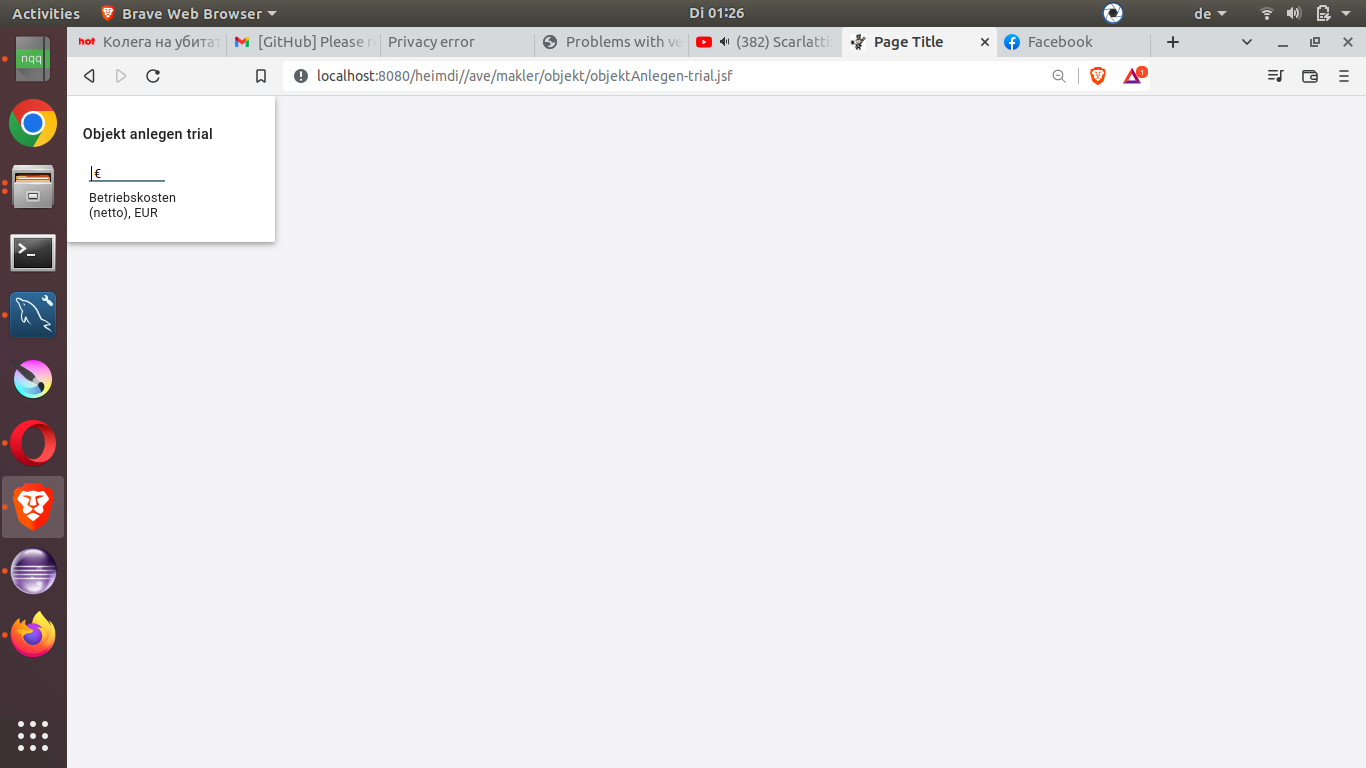 Activities
Brave Web Browser
Di 01:26
de
nqq
hot Колега на убитат
[GitHub] Please r
Privacy error
Problems with ve
(382) Scarlatti:
Page Title
Facebook
localhost:8080/heimdi//ave/makler/objekt/objektAnlegen-trial.jsf
1
Objekt anlegen trial
€
Betriebskosten
(netto), EUR